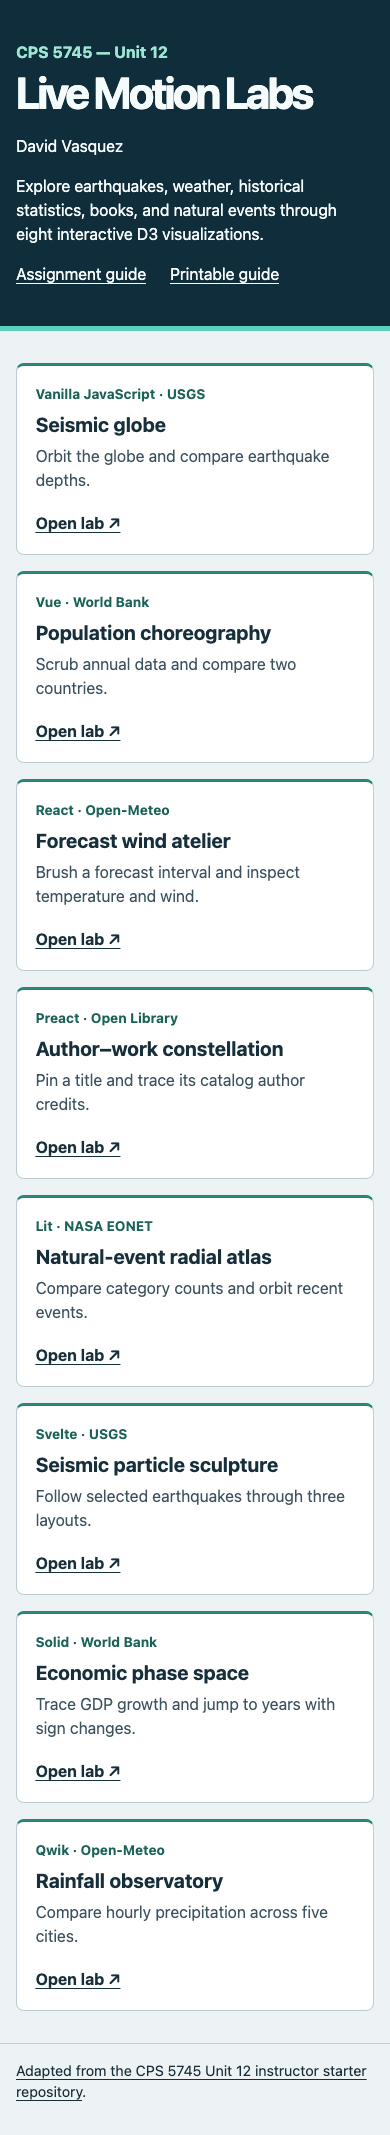 CPS 5745 — Unit 12
Live Motion Labs
David Vasquez
Explore earthquakes, weather, historical
statistics, books, and natural events through
eight interactive D3 visualizations.
Assignment guide Printable guide
Vanilla JavaScript · USGS
Seismic globe
Orbit the globe and compare earthquake
depths.
Open lab ↗
Vue · World Bank
Population choreography
Scrub annual data and compare two
countries.
Open lab ↗
React · Open-Meteo
Forecast wind atelier
Brush a forecast interval and inspect
temperature and wind.
Open lab ↗
Preact · Open Library
Author–work constellation
Pin a title and trace its catalog author
credits.
Open lab ↗
Lit · NASA EONET
Natural-event radial atlas
Compare category counts and orbit recent
events.
Open lab ↗
Svelte · USGS
Seismic particle sculpture
Follow selected earthquakes through three
layouts.
Open lab ↗
Solid · World Bank
Economic phase space
Trace GDP growth and jump to years with
sign changes.
Open lab ↗
Qwik · Open-Meteo
Rainfall observatory
Compare hourly precipitation across five
cities.
Open lab ↗
Adapted from the CPS 5745 Unit 12 instructor starter
repository.